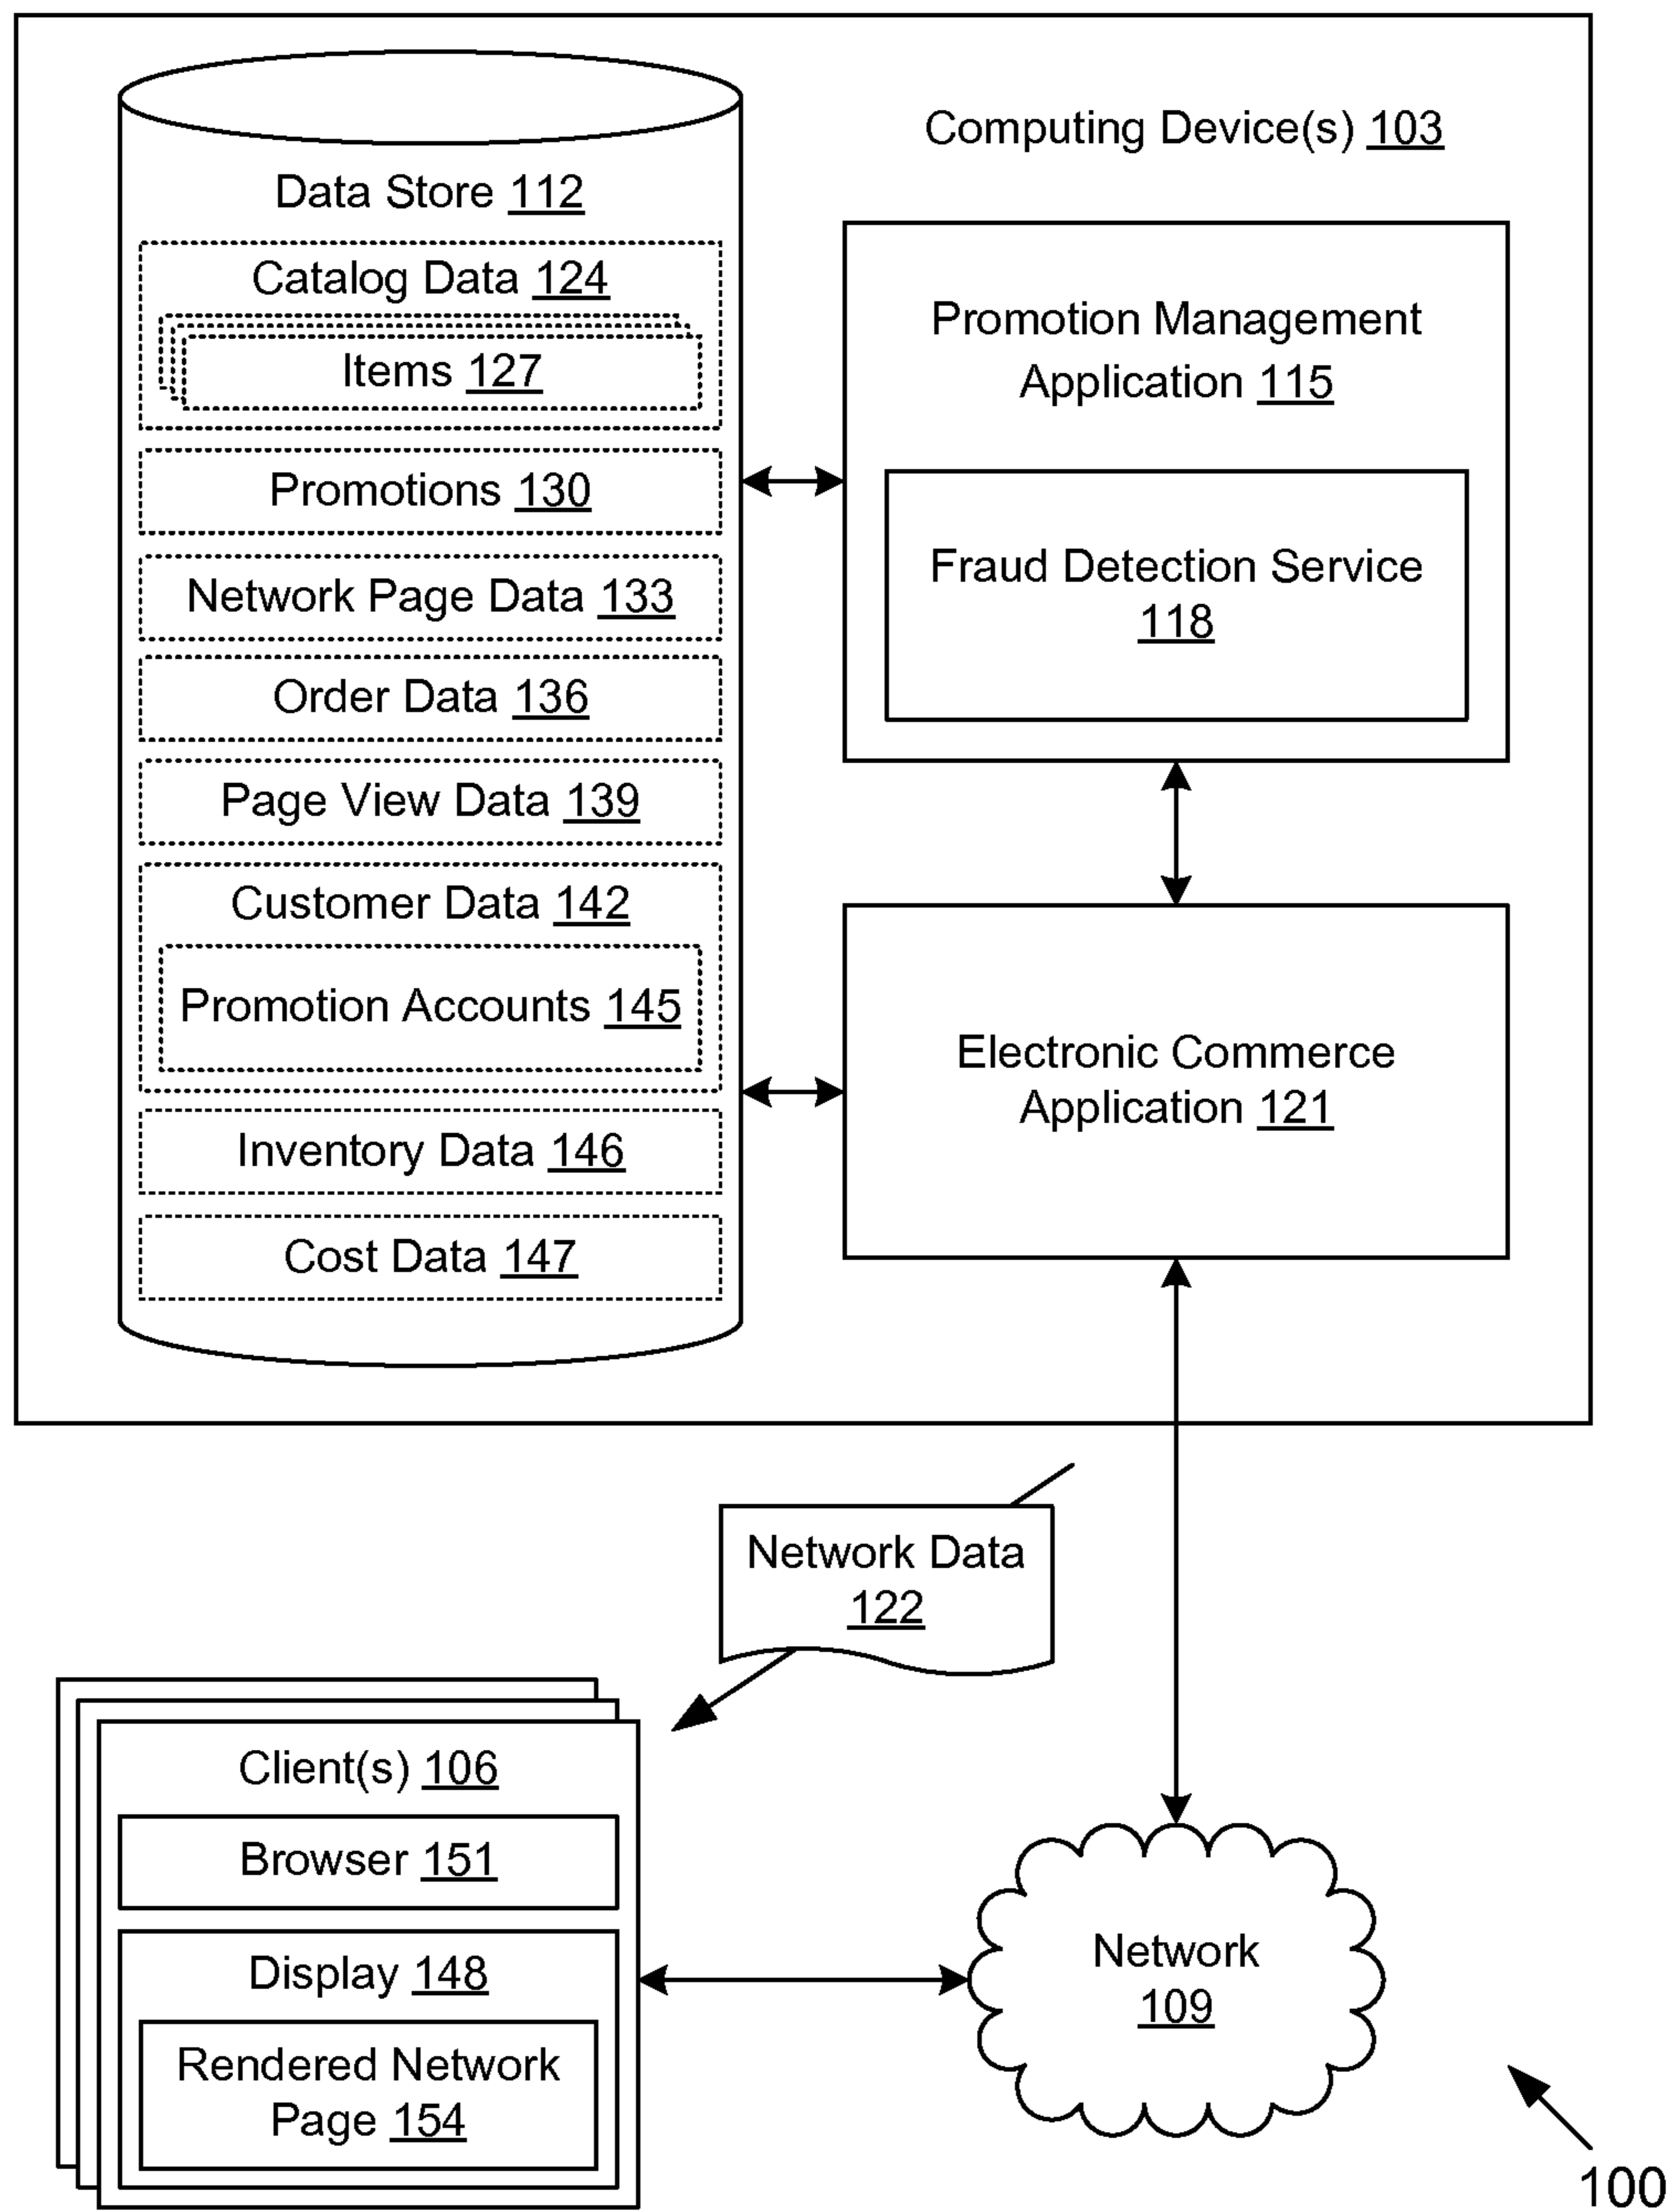 Computing Device(s) 103
Data Store 112
Catalog Data 124
Items 127
Promotions 130
Network Page Data 133
Order Data 136
Page View Data 139
Customer Data 142
Promotion Accounts 145
Inventory Data 146
Cost Data 147
Promotion Management
Application 115
Fraud Detection Service
118
Electronic Commerce
Application 121
Network Data
122
Client(s) 106
Browser 151
Display 148
Rendered Network
Page 154
Network
109
100